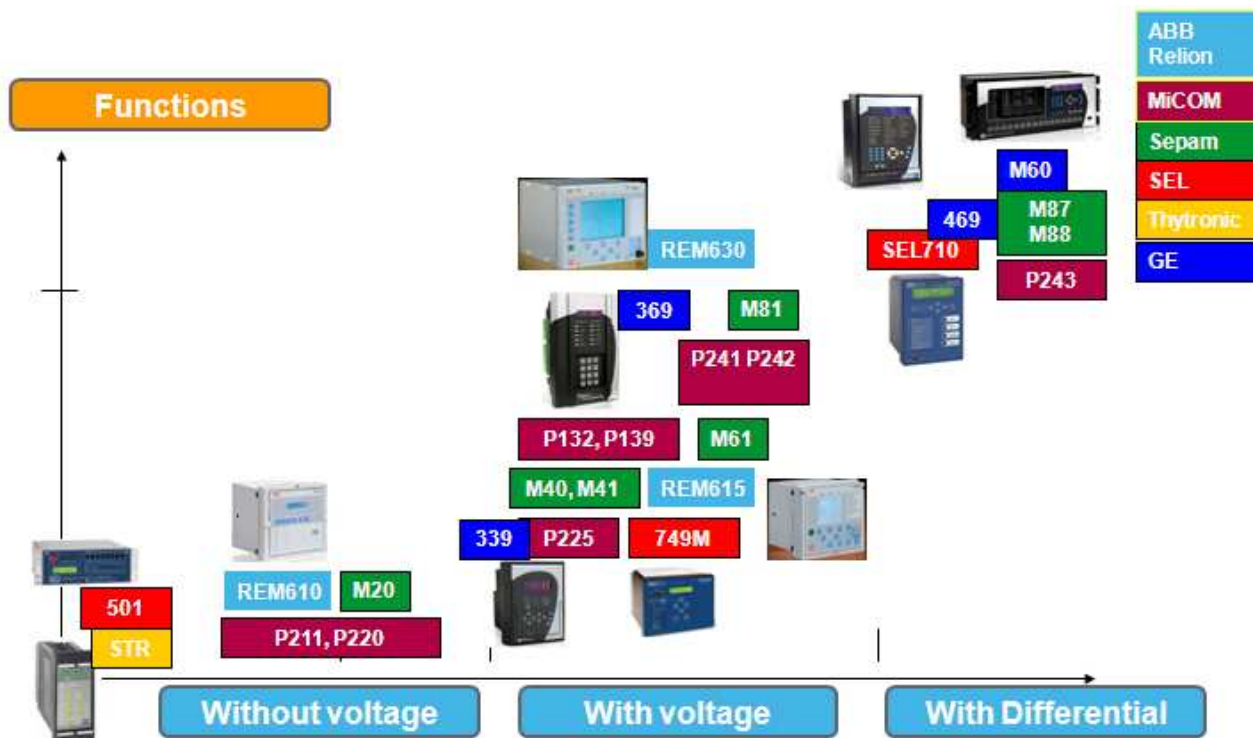 ABB
Relion
MiCOM
Sepam
SEL
Thytronic
GE
Functions
M60
M87
M88
469
SEL710
P243
REM630
369
M81
P241 P242
P132, P139
M61
M40, M41
REM615
339
P225
749M
REM610
M20
501
P211, P220
STR
Without voltage
With voltage
With Differential